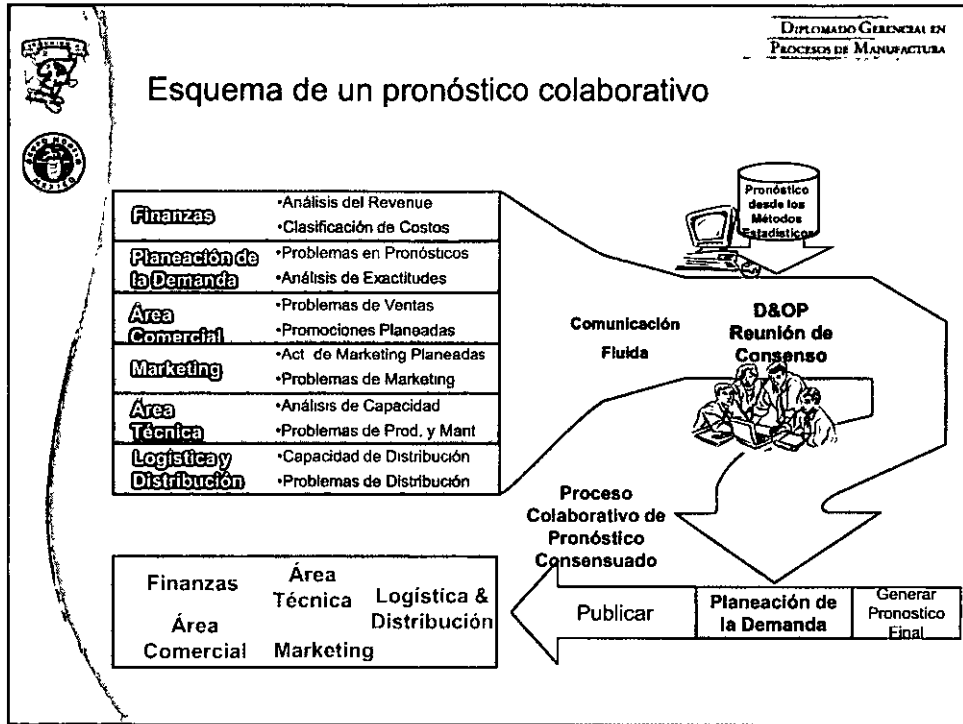 DIPLOMADO GERENCIAL EN
PROCESOS DE MANUFACTURA
Esquema de un pronóstico colaborativo
Finanzas
•Análisis del Revenue
•Clasificación de Costos
Planeación de
la Demanda
•Problemas en Pronósticos
•Análisis de Exactitudes
Área
Comercial
•Problemas de Ventas
•Promociones Planeadas
Marketing
•Act de Marketing Planeadas
•Problemas de Marketing
Área
Técnica
•Análisis de Capacidad
•Problemas de Prod. y Mant
Logística y
Distribución
•Capacidad de Distribución
•Problemas de Distribución
Pronóstico
desde los
Métodos
Estadísticos
Comunicación
Fluida
D&OP
Reunión de
Consenso
Proceso
Colaborativo de
Pronóstico
Consensuado
Generar
Pronostico
Final
Planeación de
la Demanda
Publicar
Finanzas
Área
Técnica
Logística &
Distribución
Área
Comercial
Marketing
MEXICO